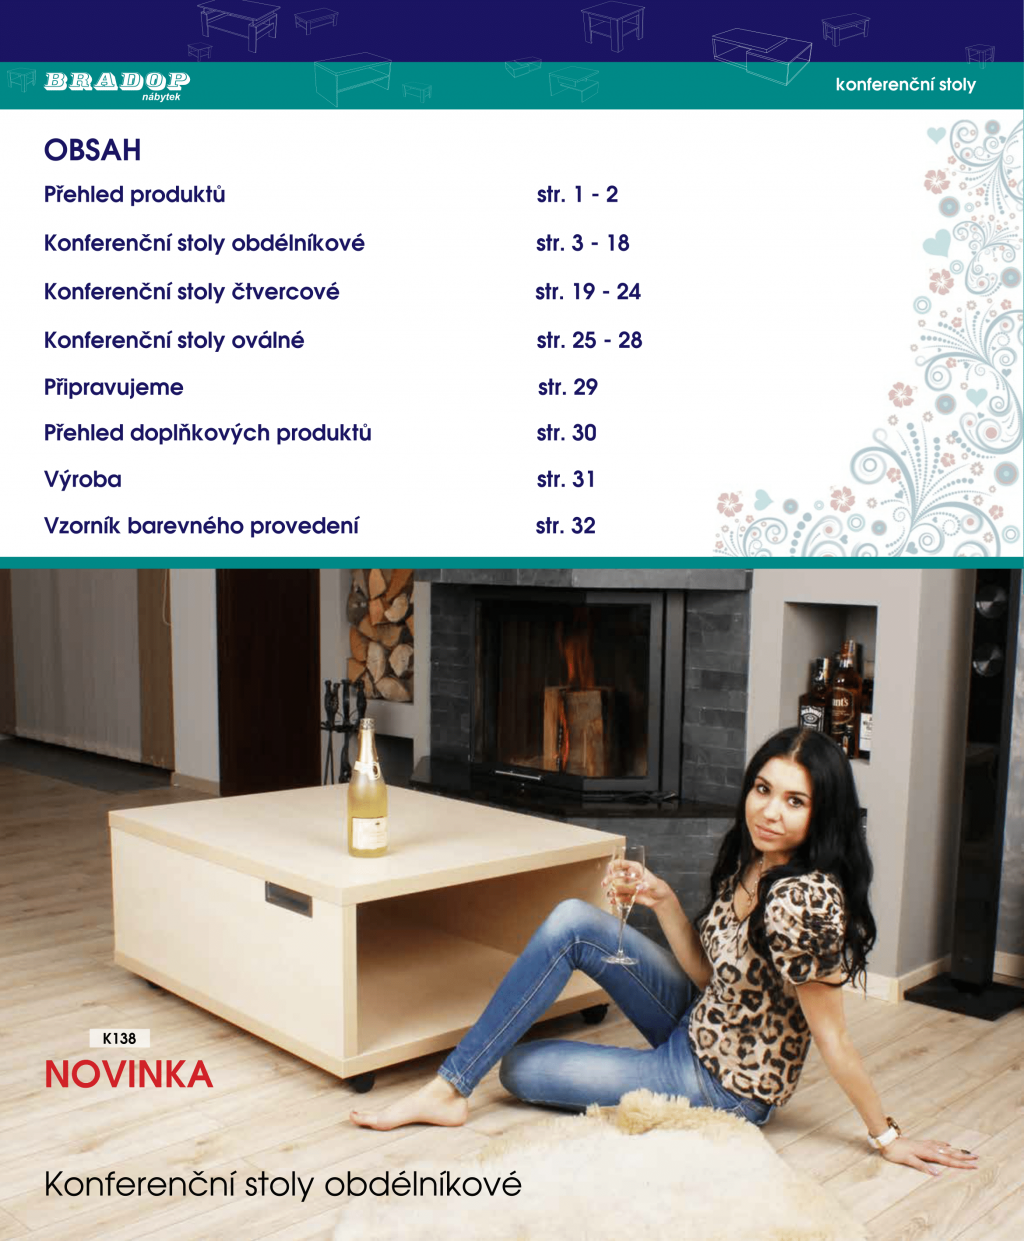 BRADOP
nábytek
konferenční stoly
OBSAH
Přehled produktů str. 1 - 2
Konferenční stoly obdélníkové str. 3 - 18
Konferenční stoly čtvercové str. 19 - 24
Konferenční stoly oválné str. 25 - 28
Připravujeme str. 29
Přehled doplňkových produktů str. 30
Výroba str. 31
Vzorník barevného provedení str. 32
K138
NOVINKA
Konferenční stoly obdélníkové